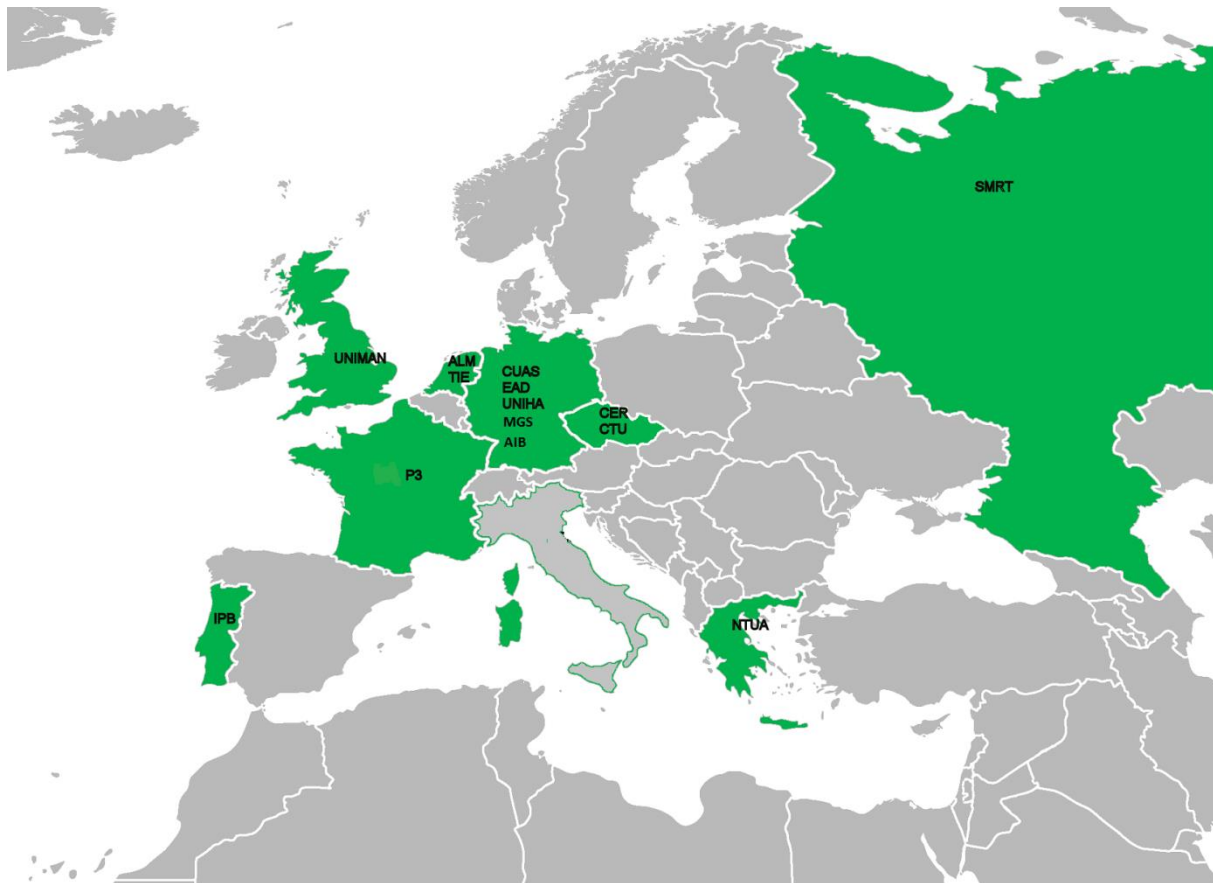 SMRT
UNIMAN
ALM
TIE
CUAS
EAD
UNIHA
MGS
AIB
CER
CTU
P3
IPB
NTUA